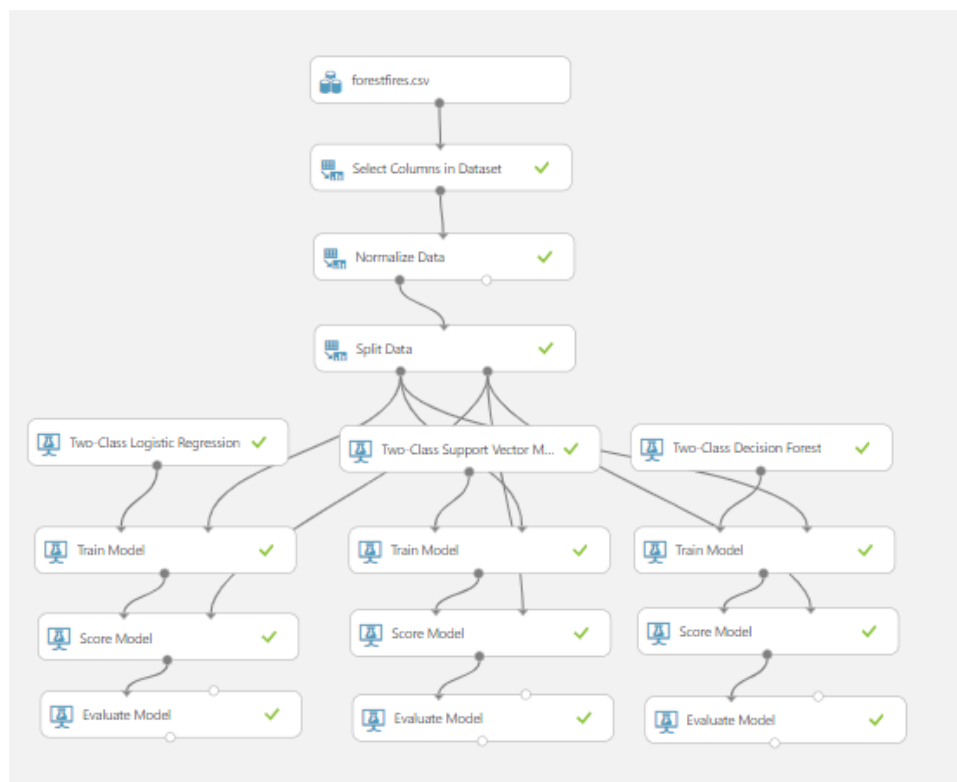 forestfires.csv
Select Columns in Dataset
Normalize Data
Split Data
Two-Class Logistic Regression
Two-Class Support Vector M...
Two-Class Decision Forest
Train Model
Train Model
Train Model
Score Model
Score Model
Score Model
Evaluate Model
Evaluate Model
Evaluate Model